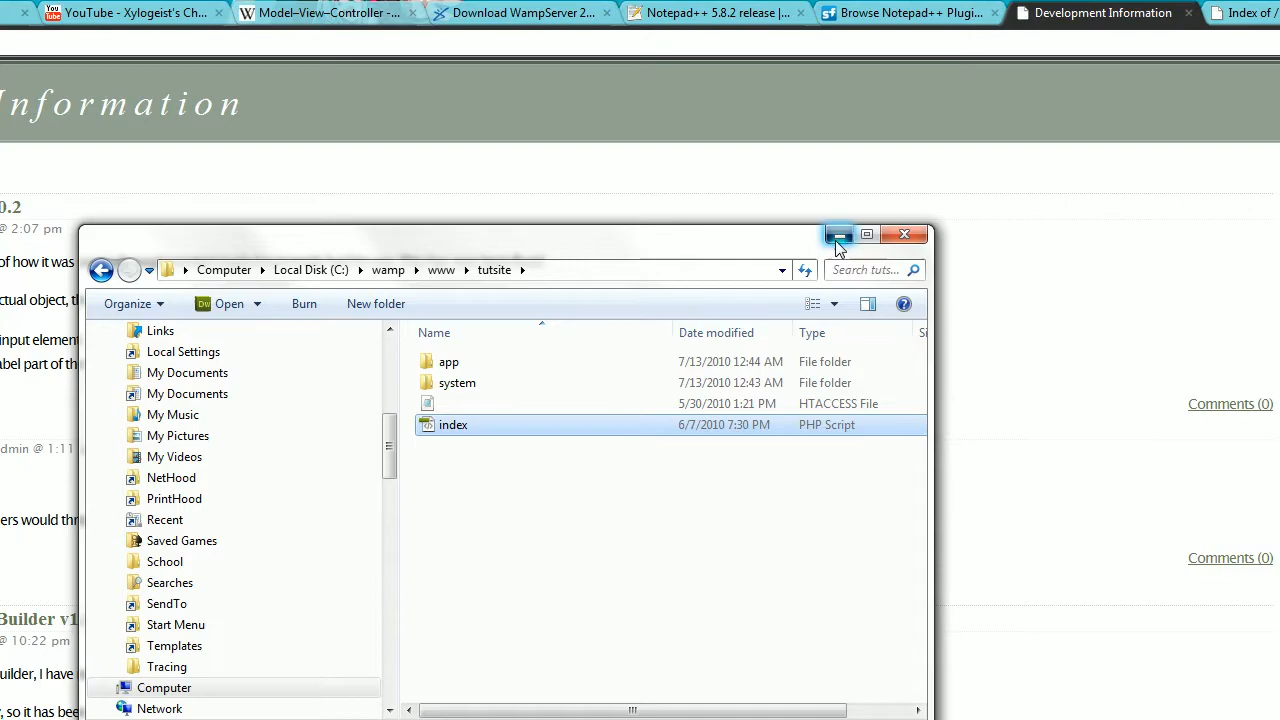 YouTube - Xylogeist's Ch...
Model–View–Controller -...
Download WampServer 2...
Notepad++ 5.8.2 release |...
Browse Notepad++ Plugi...
Development Information
Index of /
Information
0.2
@ 2:07 pm
of how it was
ctual object, t
input elemen
abel part of the
Comments (0)
dmin @ 1:11
ers would thr
Comments (0)
Builder v1
@ 10:22 pm
uilder, I have
, so it has bee
Computer
Local Disk (C:)
wamp
www
tutsite
Search tuts...
Organize
Open
Burn
New folder
Links
Local Settings
My Documents
My Documents
My Music
My Pictures
My Videos
NetHood
PrintHood
Recent
Saved Games
School
Searches
SendTo
Start Menu
Templates
Tracing
Computer
Network
Name Date modified Type Si
app 7/13/2010 12:44 AM File folder
system 7/13/2010 12:43 AM File folder
5/30/2010 1:21 PM HTACCESS File
index 6/7/2010 7:30 PM PHP Script